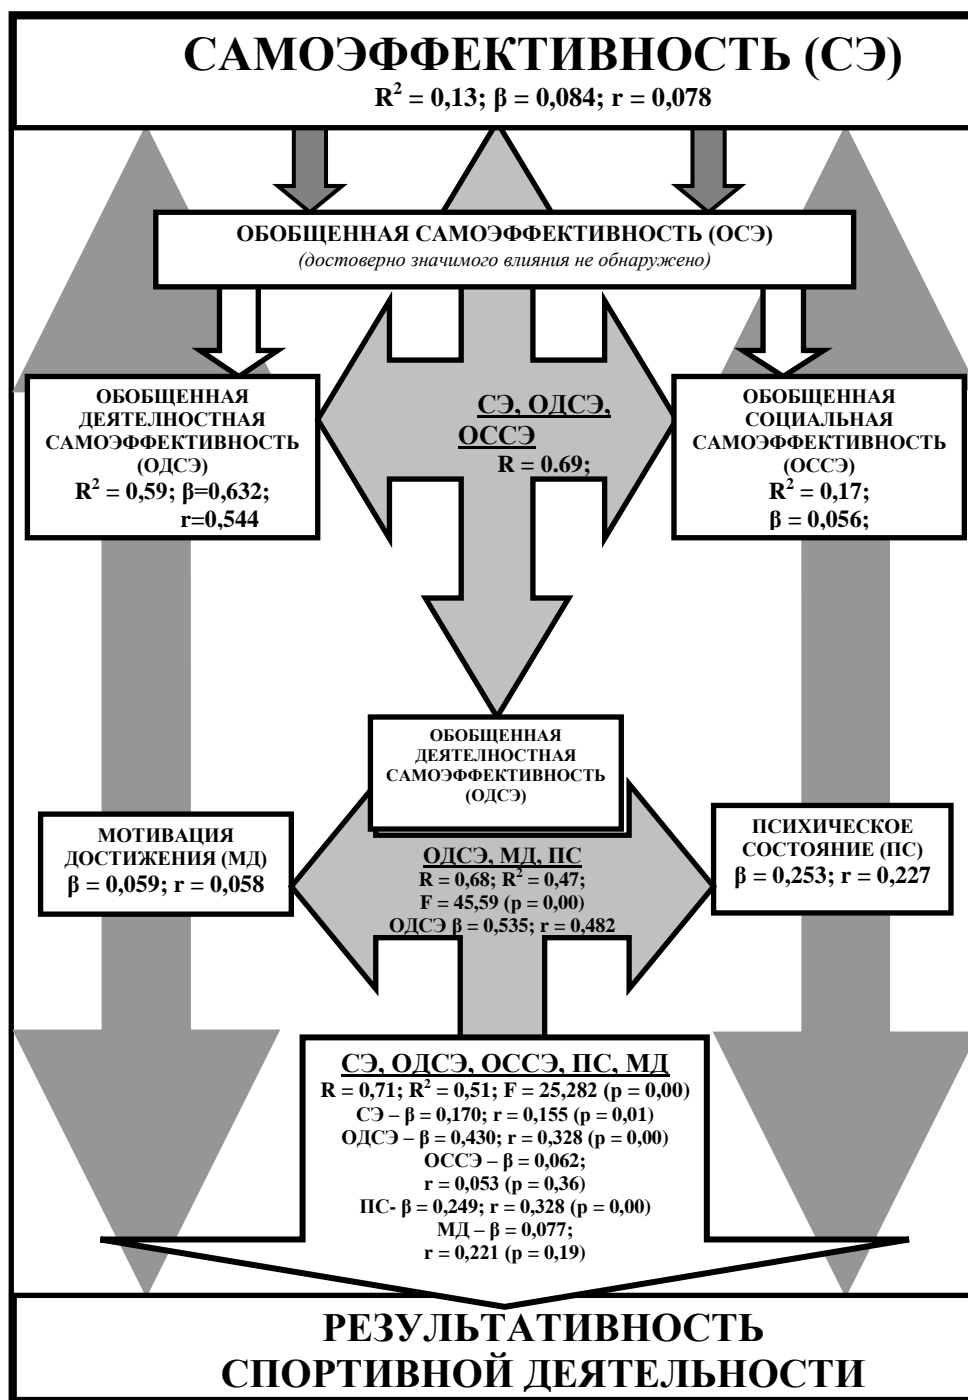 САМОЭФФЕКТИВНОСТЬ (СЭ)
R² = 0,13; β = 0,084; r = 0,078
ОБОБЩЕННАЯ САМОЭФФЕКТИВНОСТЬ (ОСЭ)
(достоверно значимого влияния не обнаружено)
ОБОБЩЕННАЯ
ДЕЯТЕЛНОСТНАЯ
САМОЭФФЕКТИВНОСТЬ
(ОДСЭ)
R² = 0,59; β=0,632;
r=0,544
СЭ, ОДСЭ,
ОССЭ
R = 0.69;
ОБОБЩЕННАЯ
СОЦИАЛЬНАЯ
САМОЭФФЕКТИВНОСТЬ
(ОССЭ)
R² = 0,17;
β = 0,056;
ОБОБЩЕННАЯ
ДЕЯТЕЛНОСТНАЯ
САМОЭФФЕКТИВНОСТЬ
(ОДСЭ)
МОТИВАЦИЯ
ДОСТИЖЕНИЯ (МД)
β = 0,059; r = 0,058
ОДСЭ, МД, ПС
R = 0,68; R² = 0,47;
F = 45,59 (p = 0,00)
ОДСЭ β = 0,535; r = 0,482
ПСИХИЧЕСКОЕ
СОСТОЯНИЕ (ПС)
β = 0,253; r = 0,227
СЭ, ОДСЭ, ОССЭ, ПС, МД
R = 0,71; R² = 0,51; F = 25,282 (p = 0,00)
СЭ – β = 0,170; r = 0,155 (p = 0,01)
ОДСЭ – β = 0,430; r = 0,328 (p = 0,00)
ОССЭ – β = 0,062;
r = 0,053 (p = 0,36)
ПС- β = 0,249; r = 0,328 (p = 0,00)
МД – β = 0,077;
r = 0,221 (p = 0,19)
РЕЗУЛЬТАТИВНОСТЬ
СПОРТИВНОЙ ДЕЯТЕЛЬНОСТИ